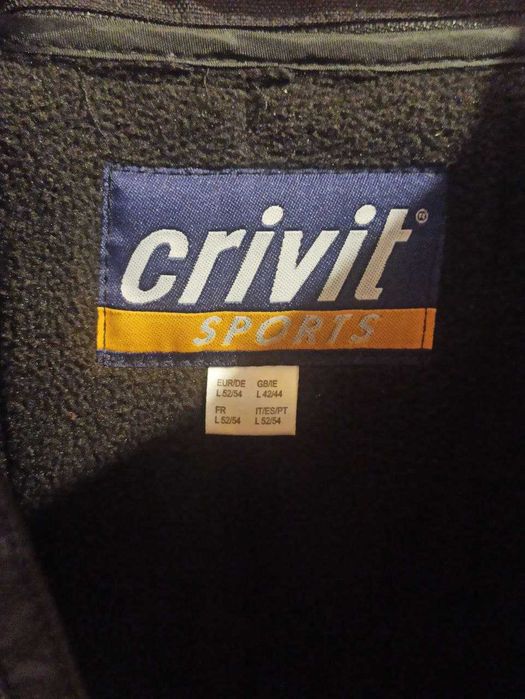 crivit®
SPORTS
EUR/DE GB/IE
L 52/54 L 42/44
FR IT/ES/PT
L 52/54 L 52/54